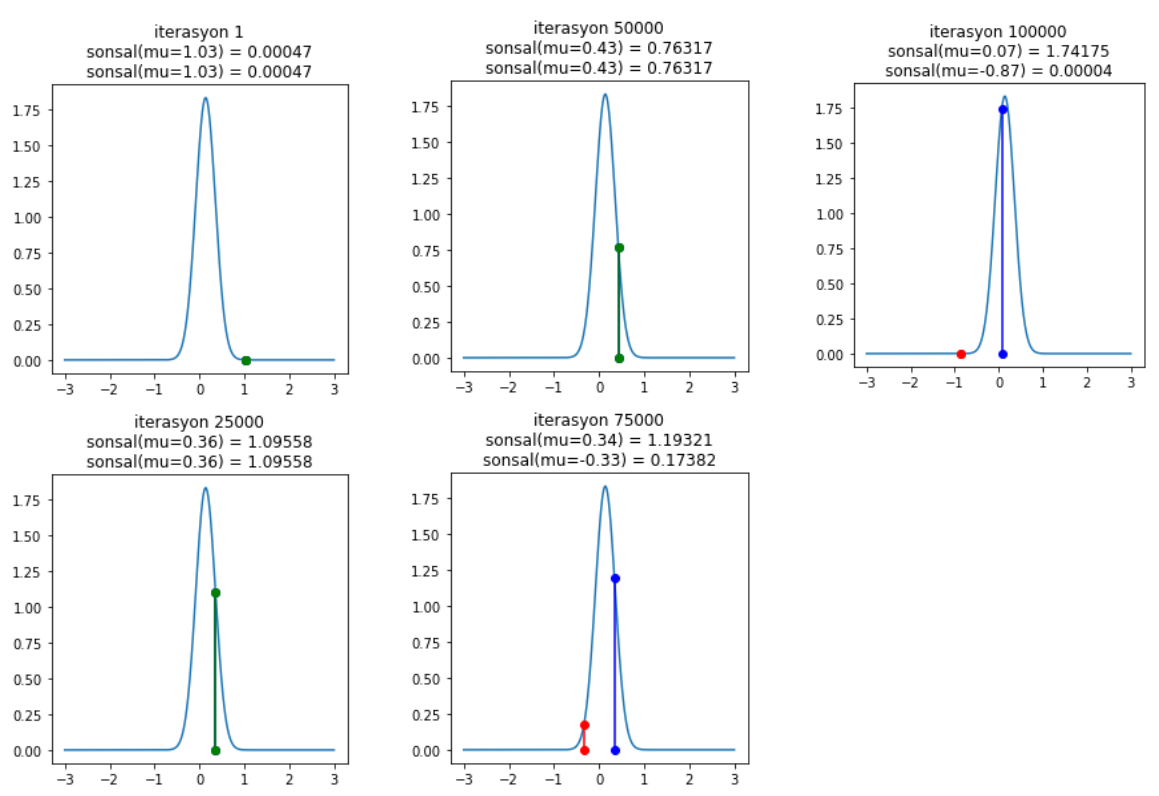 iterasyon 1
sonsal(mu=1.03) = 0.00047
sonsal(mu=1.03) = 0.00047
1.75
1.50
1.25
1.00
0.75
0.50
0.25
0.00
−3 −2 −1 0 1 2 3
iterasyon 50000
sonsal(mu=0.43) = 0.76317
sonsal(mu=0.43) = 0.76317
1.75
1.50
1.25
1.00
0.75
0.50
0.25
0.00
−3 −2 −1 0 1 2 3
iterasyon 100000
sonsal(mu=0.07) = 1.74175
sonsal(mu=-0.87) = 0.00004
1.75
1.50
1.25
1.00
0.75
0.50
0.25
0.00
−3 −2 −1 0 1 2 3
iterasyon 25000
sonsal(mu=0.36) = 1.09558
sonsal(mu=0.36) = 1.09558
1.75
1.50
1.25
1.00
0.75
0.50
0.25
0.00
−3 −2 −1 0 1 2 3
iterasyon 75000
sonsal(mu=0.34) = 1.19321
sonsal(mu=-0.33) = 0.17382
1.75
1.50
1.25
1.00
0.75
0.50
0.25
0.00
−3 −2 −1 0 1 2 3